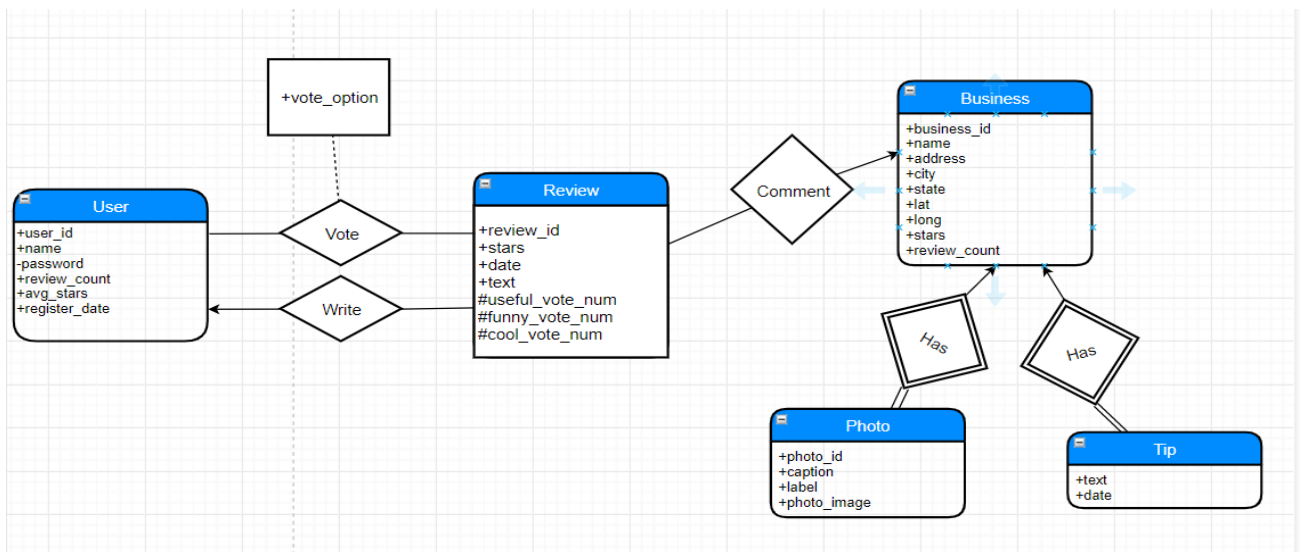 +vote_option
User
+user_id
+name
-password
+review_count
+avg_stars
+register_date
Vote
Write
Review
+review_id
+stars
+date
+text
#useful_vote_num
#funny_vote_num
#cool_vote_num
Comment
Business
+business_id
+name
+address
+city
+state
+lat
+long
+stars
+review_count
Has
Has
Photo
+photo_id
+caption
+label
+photo_image
Tip
+text
+date